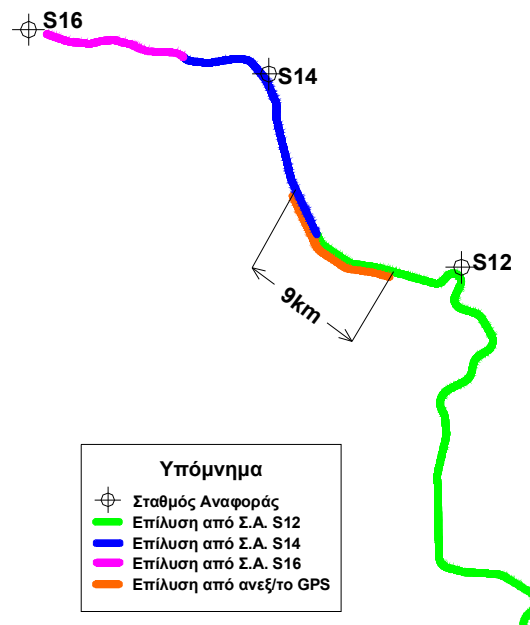 S16
S14
S12
9km
Υπόμνημα
Σταθμός Αναφοράς
Επίλυση από Σ.Α. S12
Επίλυση από Σ.Α. S14
Επίλυση από Σ.Α. S16
Επίλυση από ανεξ/το GPS